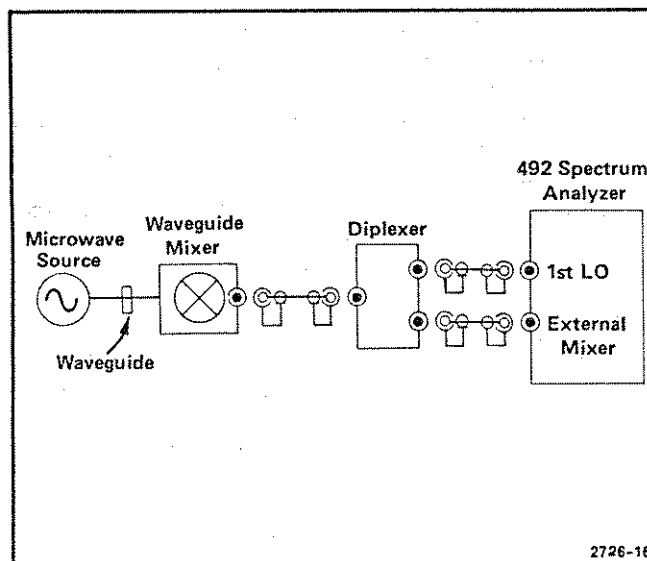 492 Spectrum
Analyzer
Diplexer
Waveguide
Mixer
Microwave
Source
1st LO
External
Mixer
Waveguide
2726-16